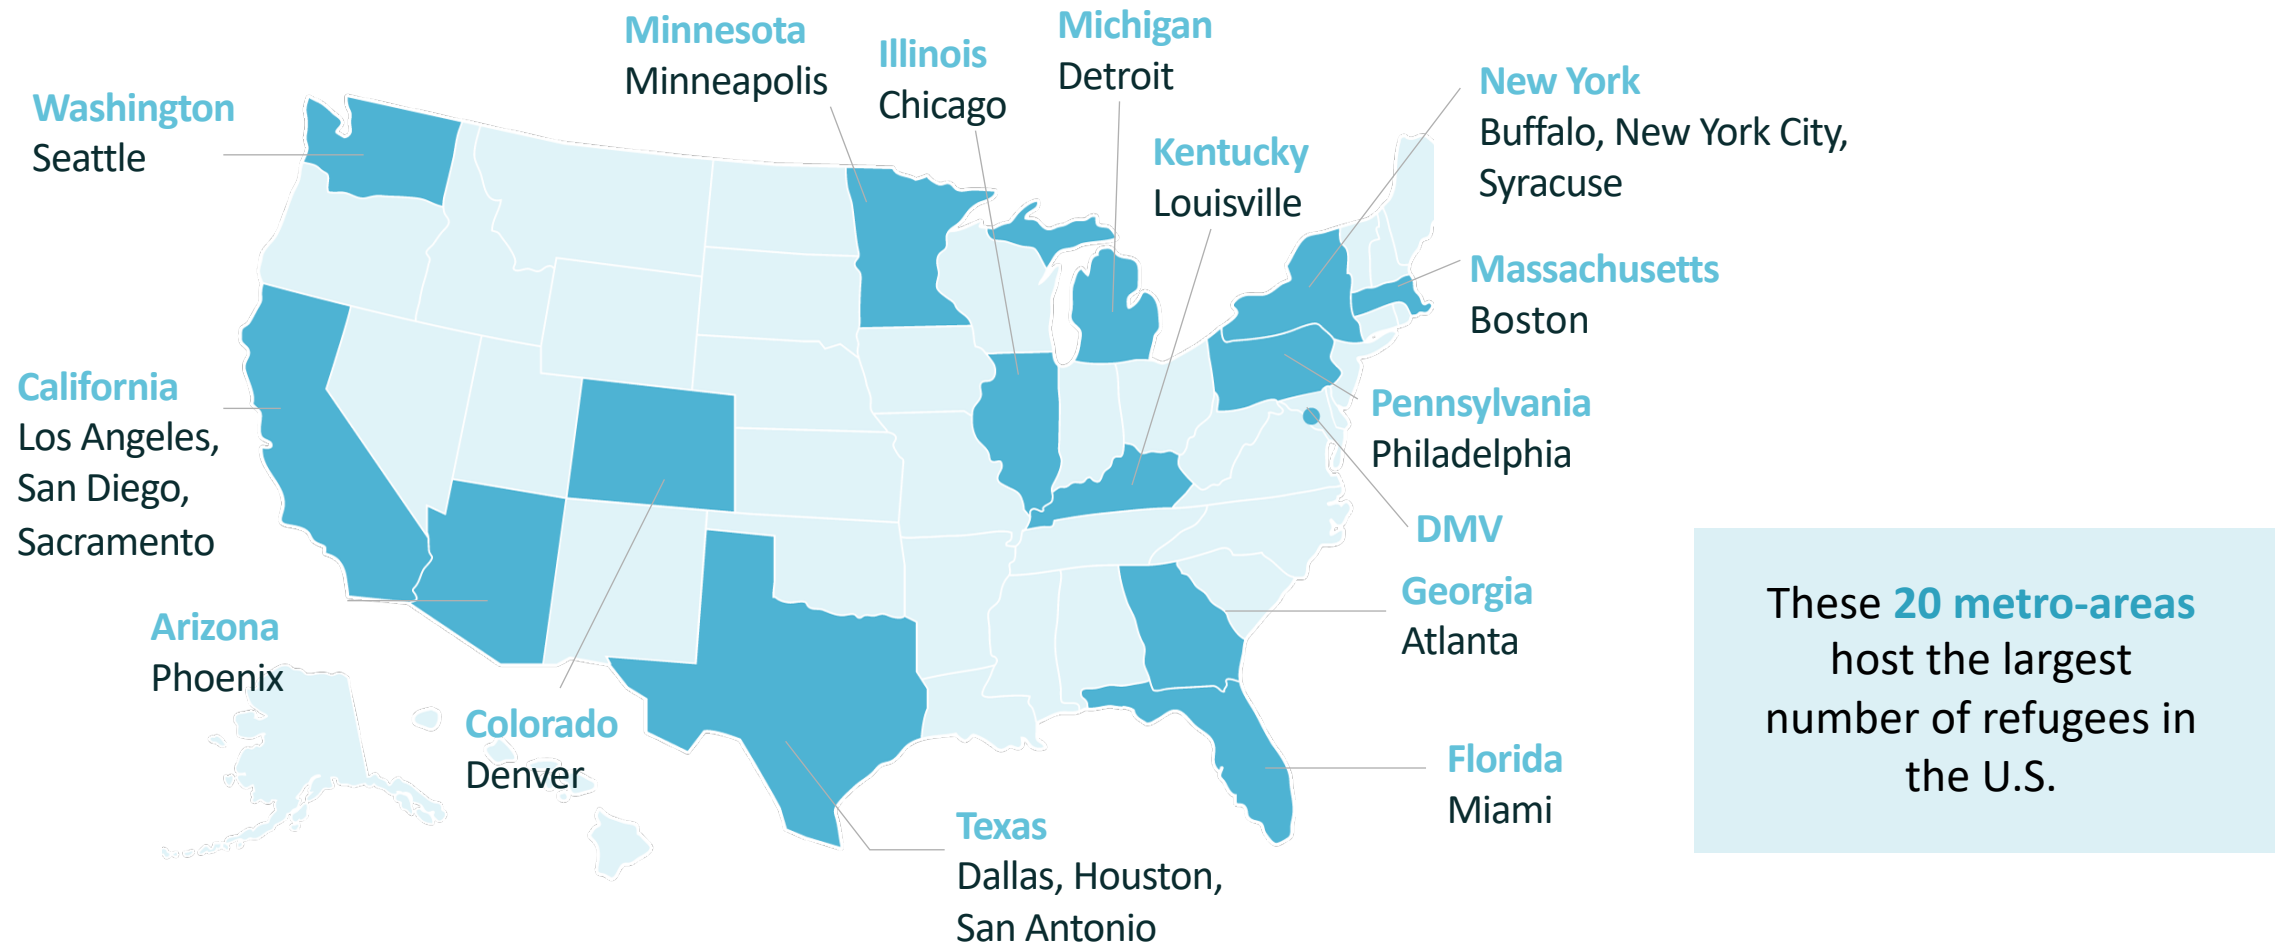 Minnesota
Minneapolis
Illinois
Chicago
Michigan
Detroit
Washington
Seattle
Kentucky
Louisville
New York
Buffalo, New York City,
Syracuse
Massachusetts
Boston
California
Los Angeles,
San Diego,
Sacramento
Pennsylvania
Philadelphia
DMV
Arizona
Phoenix
Georgia
Atlanta
Colorado
Denver
Florida
Miami
Texas
Dallas, Houston,
San Antonio
These 20 metro-areas
host the largest
number of refugees in
the U.S.